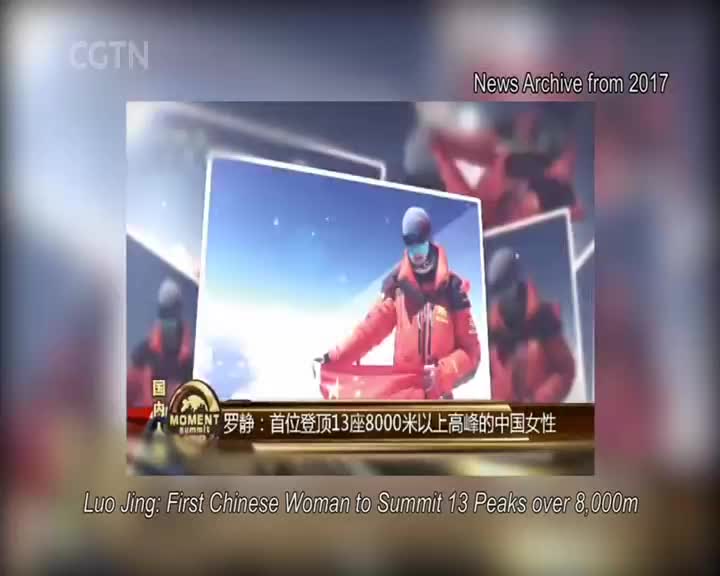 CGTN
News Archive from 2017
国内
MOMENT
summit
罗静：首位登顶13座8000米以上高峰的中国女性
Luo Jing: First Chinese Woman to Summit 13 Peaks over 8,000m